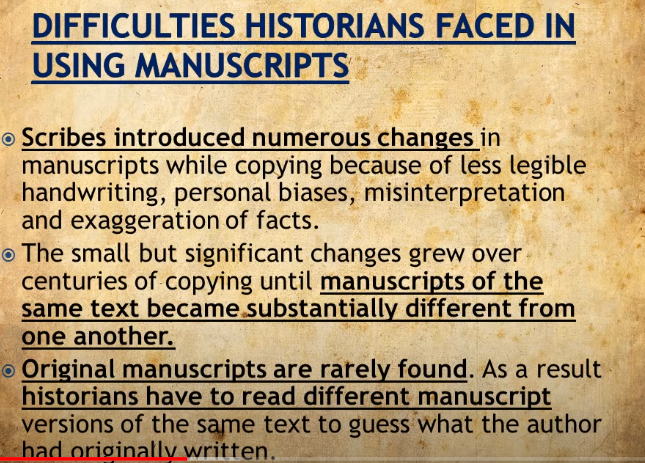 DIFFICULTIES HISTORIANS FACED IN
USING MANUSCRIPTS
Scribes introduced numerous changes in
manuscripts while copying because of less legible
handwriting, personal biases, misinterpretation
and exaggeration of facts.
The small but significant changes grew over
centuries of copying until manuscripts of the
same text became substantially different from
one another.
Original manuscripts are rarely found. As a result
historians have to read different manuscript
versions of the same text to guess what the author
had originally written.